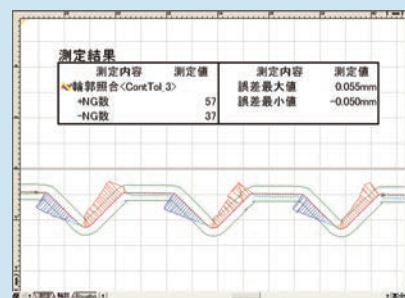 測定結果
測定内容 測定値 測定内容 測定値
輪郭照合<ContTol_3> 誤差最大値 0.055mm
+NG数 57 誤差最小値 -0.050mm
-NG数 37